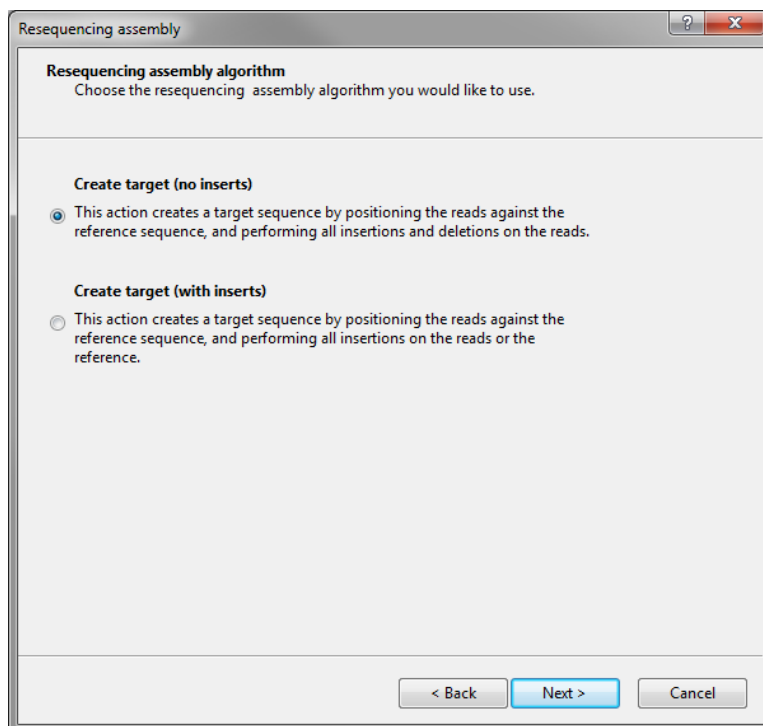 Resequencing assembly
?
X
Resequencing assembly algorithm
Choose the resequencing assembly algorithm you would like to use.
Create target (no inserts)
This action creates a target sequence by positioning the reads against the
reference sequence, and performing all insertions and deletions on the reads.
Create target (with inserts)
This action creates a target sequence by positioning the reads against the
reference sequence, and performing all insertions on the reads or the
reference.
< Back
Next >
Cancel